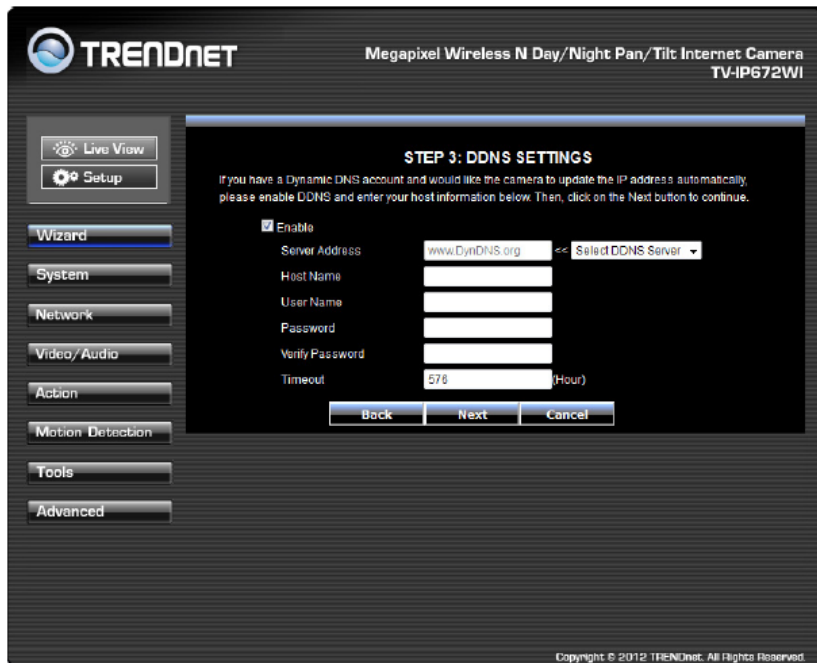 TRENDNET
Megapixel Wireless N Day/Night Pan/Tilt Internet Camera
TV-IP672WI
Live View
Setup
Wizard
System
Network
Video/Audio
Action
Motion Detection
Tools
Advanced
STEP 3: DDNS SETTINGS
If you have a Dynamic DNS account and would like the camera to update the IP address automatically,
please enable DDNS and enter your host information below. Then, click on the Next button to continue.
Enable
Server Address www.DynDNS.org << Select DDNS Server
Host Name
User Name
Password
Verify Password
Timeout 576 (Hour)
Back Next Cancel
Copyright © 2012 TRENDnet. All Rights Reserved.